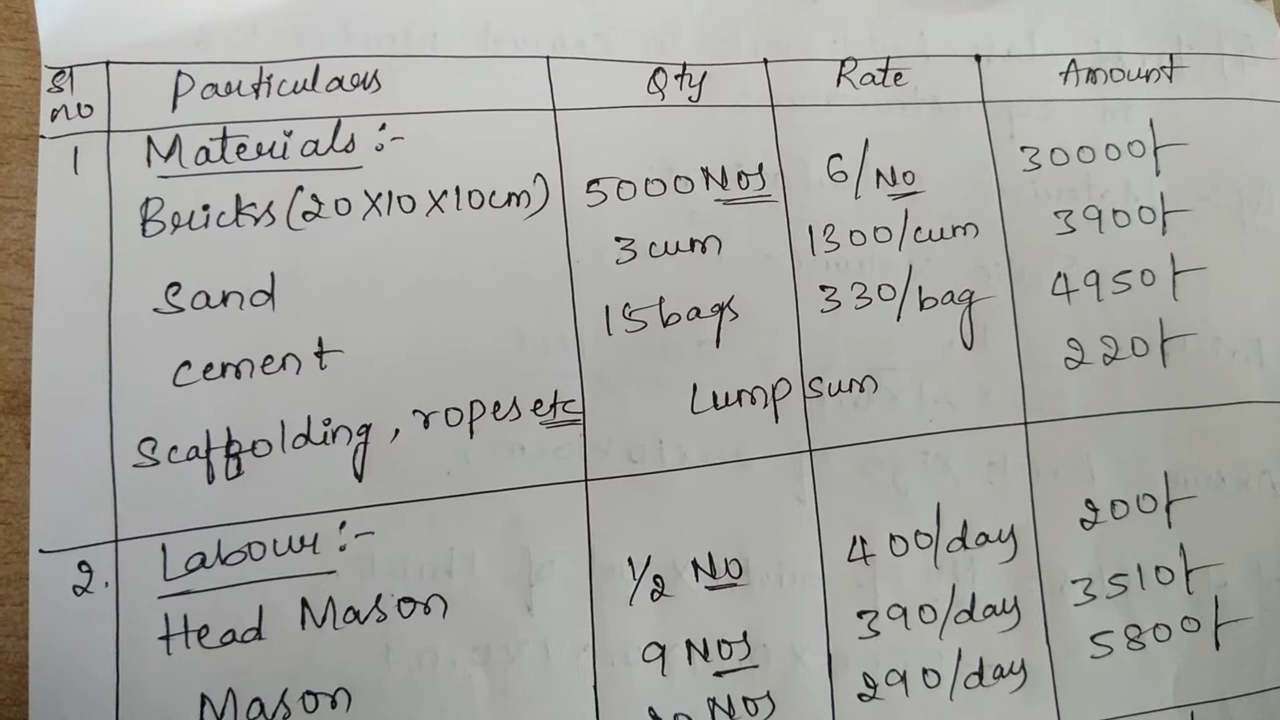 Sl no Particulars Qty Rate Amount
1 Materials :-
Bricks (20x10x10cm) 5000 Nos 6/No 30000/-
Sand 3 cum 1300/cum 3900/-
cement 15 bags 330/bag 4950/-
Scaffolding, ropes etc Lump sum 220/-
2. Labour :-
Head Mason 1/2 No 400/day 200/-
Mason 9 Nos 390/day 3510/-
Nos 290/day 5800/-